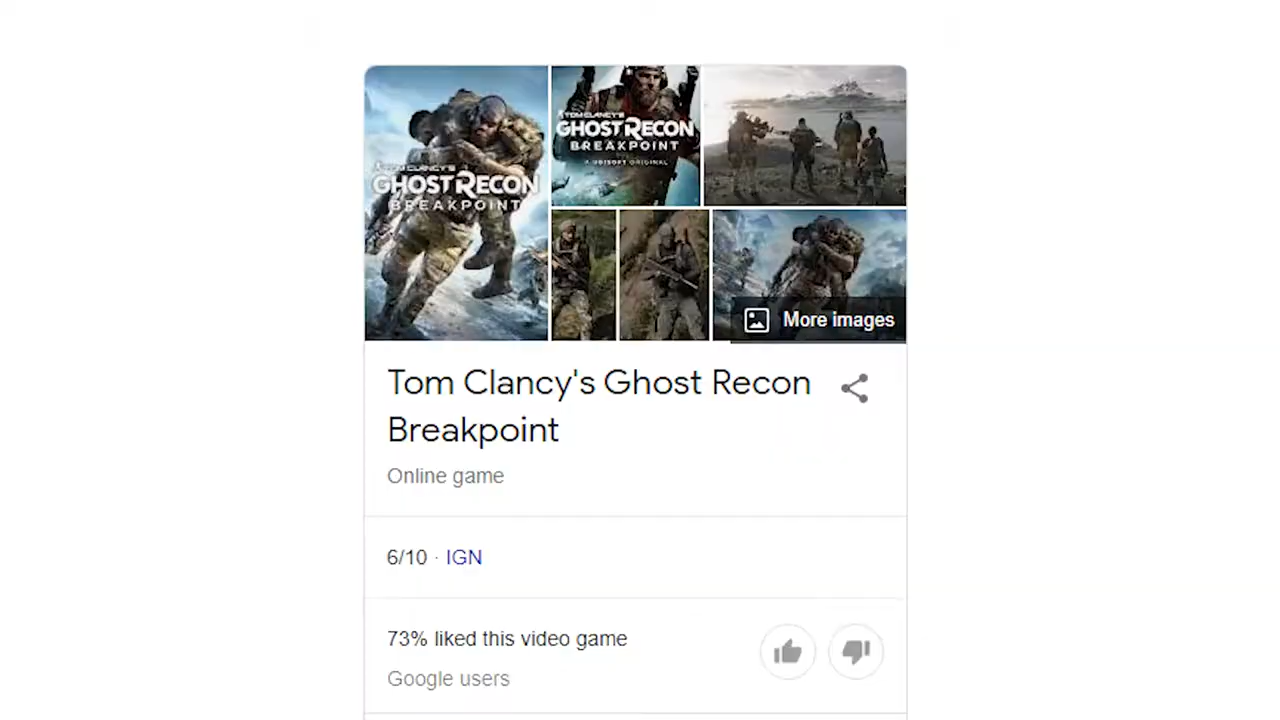 TOM CLANCY'S
GHOST RECON
BREAKPOINT
TOM CLANCY'S
GHOST RECON
BREAKPOINT
A UBISOFT ORIGINAL
More images
Tom Clancy's Ghost Recon
Breakpoint
Online game
6/10 · IGN
73% liked this video game
Google users